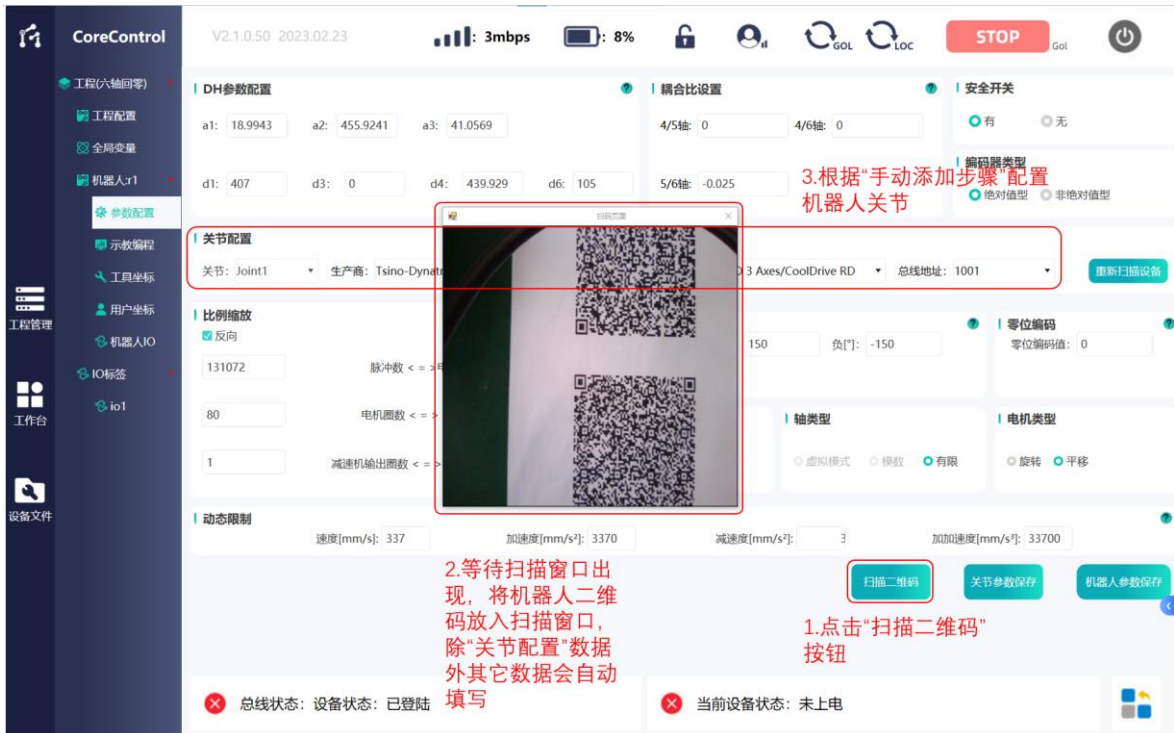 CoreControl
V2.1.0.50 2023.02.23
: 3mbps
: 8%
GOL
LOC
STOP
Gol
工程(六轴回零)
工程配置
全局变量
机器人:r1
参数配置
示教编程
工具坐标
用户坐标
机器人IO
IO标签
io1
工程管理
工作台
设备文件
DH参数配置
a1: 18.9943 a2: 455.9241 a3: 41.0569
d1: 407 d3: 0 d4: 439.929 d6: 105
耦合比设置
4/5轴: 0 4/6轴: 0
5/6轴: -0.025
安全开关
有 无
编码器类型
绝对值型 非绝对值型
3.根据“手动添加步骤”配置
机器人关节
扫码页面
关节配置
关节: Joint1 生产商: Tsino-Dynatr
3 Axes/CoolDrive RD 总线地址: 1001
重新扫描设备
比例缩放
反向
131072 脉冲数 < = >
80 电机圈数 < = >
1 减速机输出圈数 < = >
150 负[°]: -150
零位编码
零位编码值: 0
轴类型
虚拟模式 模数 有限
电机类型
旋转 平移
动态限制
速度[mm/s]: 337 加速度[mm/s²]: 3370 减速度[mm/s²]: 3 加加速度[mm/s³]: 33700
扫描二维码 关节参数保存 机器人参数保存
2.等待扫描窗口出
现，将机器人二维
码放入扫描窗口，
除“关节配置”数据
外其它数据会自动
填写
1.点击“扫描二维码”
按钮
总线状态: 设备状态: 已登陆
当前设备状态: 未上电